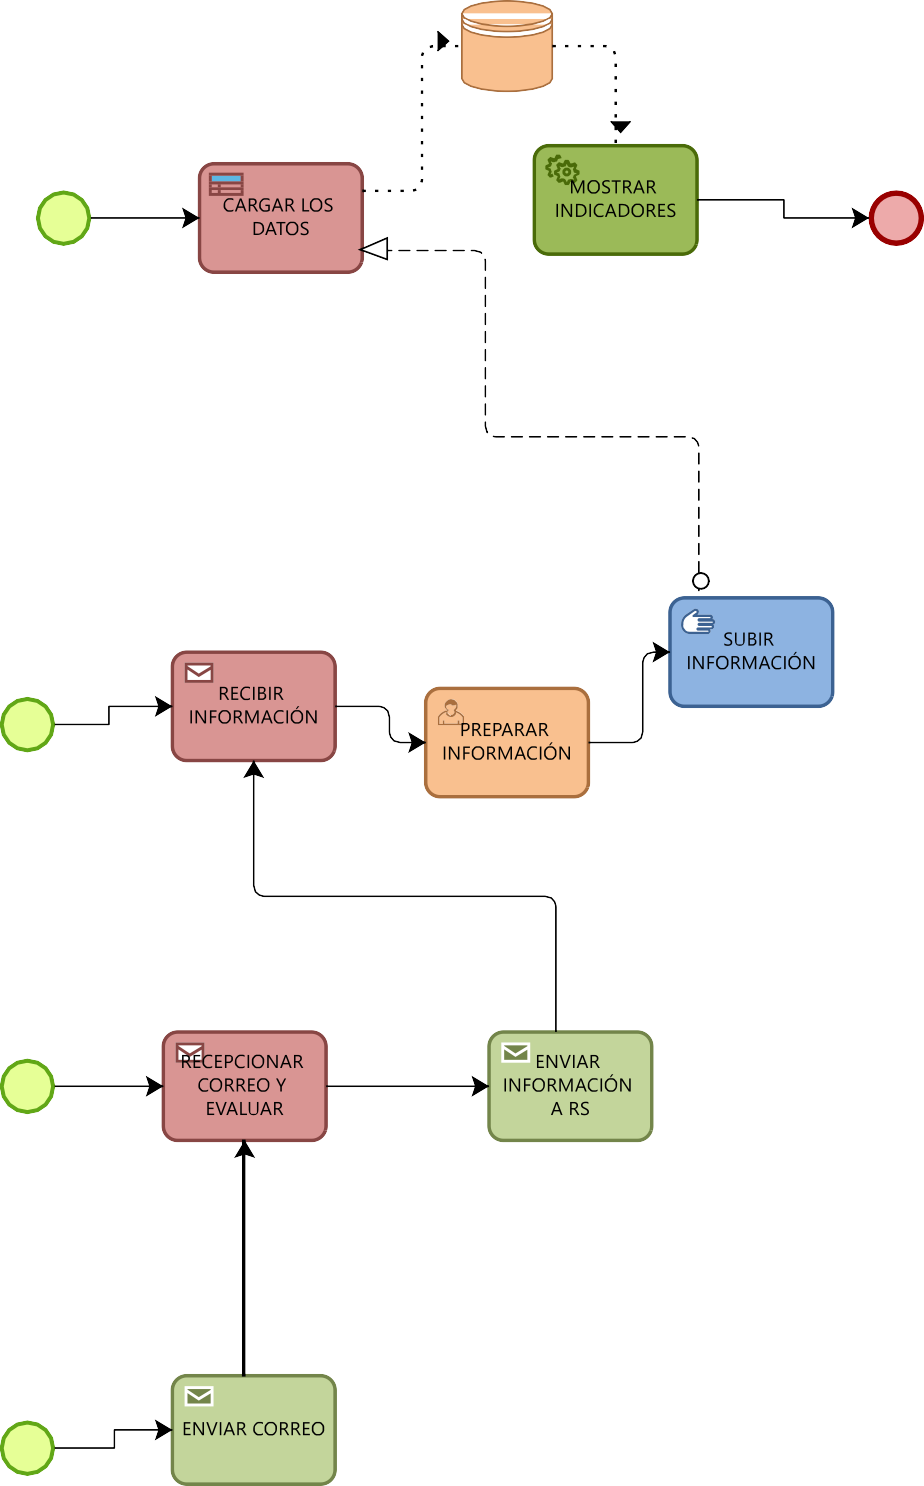 CARGAR LOS
DATOS
MOSTRAR
INDICADORES
SUBIR
INFORMACIÓN
RECIBIR
INFORMACIÓN
PREPARAR
INFORMACIÓN
RECEPCIONAR
CORREO Y
EVALUAR
ENVIAR
INFORMACIÓN
A RS
ENVIAR CORREO